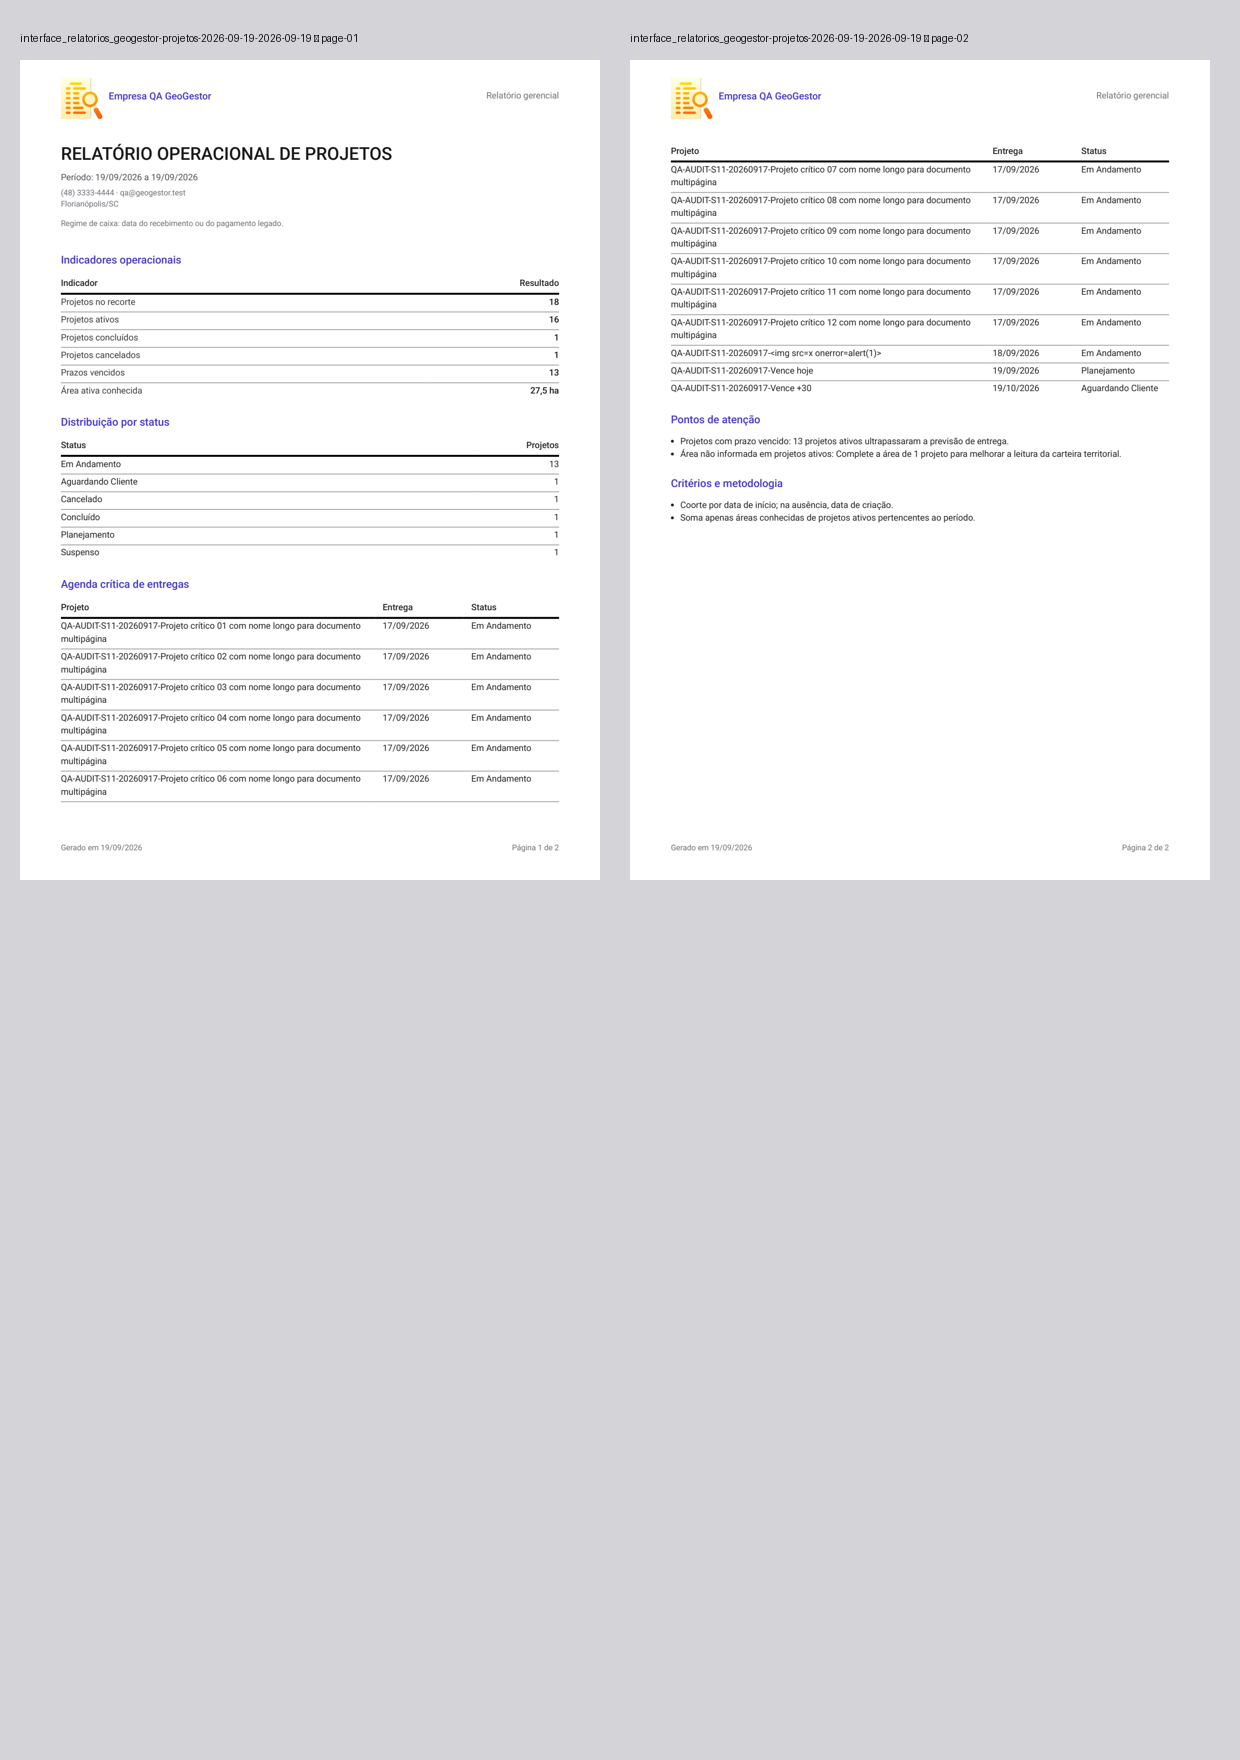 interface_relatorios_geogestor-projetos-2026-09-19-2026-09-19 page-01
Empresa QA GeoGestor
Relatório gerencial
RELATÓRIO OPERACIONAL DE PROJETOS
Período: 19/09/2026 a 19/09/2026
(48) 3333-4444 · qa@geogestor.test
Florianópolis/SC
Regime de caixa: data do recebimento ou do pagamento legado.
Indicadores operacionais
Indicador Resultado
Projetos no recorte 18
Projetos ativos 16
Projetos concluídos 1
Projetos cancelados 1
Prazos vencidos 13
Área ativa conhecida 27,5 ha
Distribuição por status
Status Projetos
Em Andamento 13
Aguardando Cliente 1
Cancelado 1
Concluído 1
Planejamento 1
Suspenso 1
Agenda crítica de entregas
Projeto Entrega Status
QA-AUDIT-S11-20260917-Projeto crítico 01 com nome longo para documento 17/09/2026 Em Andamento
multipágina
QA-AUDIT-S11-20260917-Projeto crítico 02 com nome longo para documento 17/09/2026 Em Andamento
multipágina
QA-AUDIT-S11-20260917-Projeto crítico 03 com nome longo para documento 17/09/2026 Em Andamento
multipágina
QA-AUDIT-S11-20260917-Projeto crítico 04 com nome longo para documento 17/09/2026 Em Andamento
multipágina
QA-AUDIT-S11-20260917-Projeto crítico 05 com nome longo para documento 17/09/2026 Em Andamento
multipágina
QA-AUDIT-S11-20260917-Projeto crítico 06 com nome longo para documento 17/09/2026 Em Andamento
multipágina
Gerado em 19/09/2026 Página 1 de 2
interface_relatorios_geogestor-projetos-2026-09-19-2026-09-19 page-02
Empresa QA GeoGestor
Relatório gerencial
Projeto Entrega Status
QA-AUDIT-S11-20260917-Projeto crítico 07 com nome longo para documento 17/09/2026 Em Andamento
multipágina
QA-AUDIT-S11-20260917-Projeto crítico 08 com nome longo para documento 17/09/2026 Em Andamento
multipágina
QA-AUDIT-S11-20260917-Projeto crítico 09 com nome longo para documento 17/09/2026 Em Andamento
multipágina
QA-AUDIT-S11-20260917-Projeto crítico 10 com nome longo para documento 17/09/2026 Em Andamento
multipágina
QA-AUDIT-S11-20260917-Projeto crítico 11 com nome longo para documento 17/09/2026 Em Andamento
multipágina
QA-AUDIT-S11-20260917-Projeto crítico 12 com nome longo para documento 17/09/2026 Em Andamento
multipágina
QA-AUDIT-S11-20260917-<img src=x onerror=alert(1)> 18/09/2026 Em Andamento
QA-AUDIT-S11-20260917-Vence hoje 19/09/2026 Planejamento
QA-AUDIT-S11-20260917-Vence +30 19/10/2026 Aguardando Cliente
Pontos de atenção
• Projetos com prazo vencido: 13 projetos ativos ultrapassaram a previsão de entrega.
• Área não informada em projetos ativos: Complete a área de 1 projeto para melhorar a leitura da carteira territorial.
Critérios e metodologia
• Coorte por data de início; na ausência, data de criação.
• Soma apenas áreas conhecidas de projetos ativos pertencentes ao período.
Gerado em 19/09/2026 Página 2 de 2